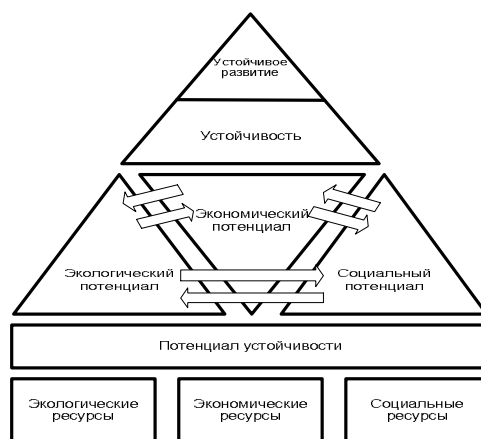 Устойчивое
развитие
Устойчивость
Экономический
потенциал
Экологический
потенциал
Социальный
потенциал
Потенциал устойчивости
Экологические
ресурсы
Экономические
ресурсы
Социальные
ресурсы